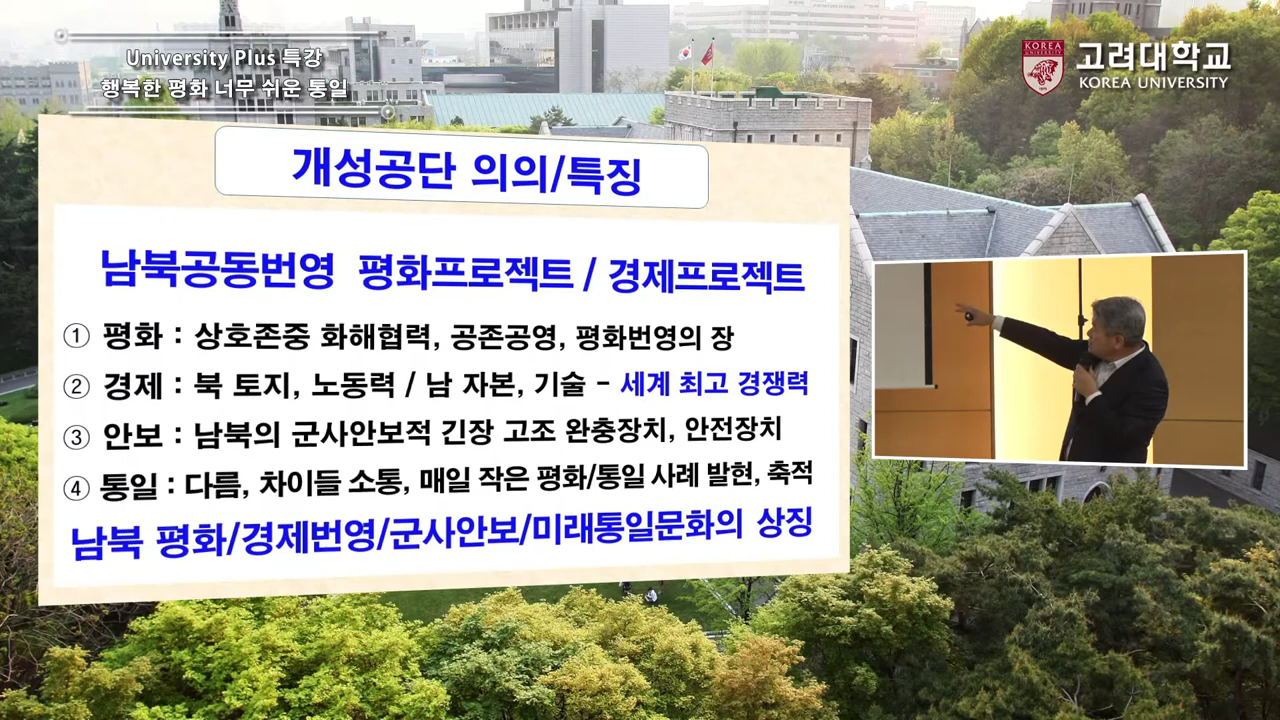 University Plus 특강
행복한 평화 너무 쉬운 통일
KOREA
UNIVERSITY
1905
고려대학교
KOREA UNIVERSITY
개성공단 의의/특징
남북공동번영 평화프로젝트 / 경제프로젝트
① 평화 : 상호존중 화해협력, 공존공영, 평화번영의 장
② 경제 : 북 토지, 노동력 / 남 자본, 기술 - 세계 최고 경쟁력
③ 안보 : 남북의 군사안보적 긴장 고조 완충장치, 안전장치
④ 통일 : 다름, 차이들 소통, 매일 작은 평화/통일 사례 발현, 축적
남북 평화/경제번영/군사안보/미래통일문화의 상징